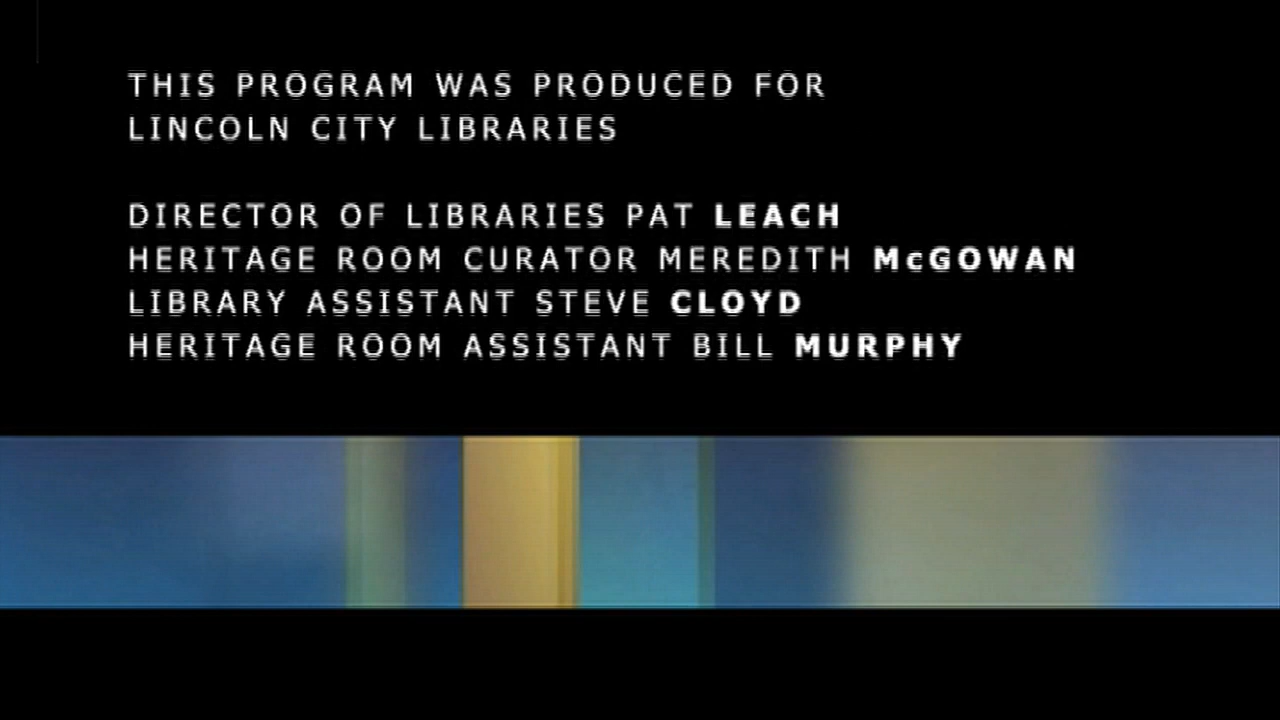 THIS PROGRAM WAS PRODUCED FOR
LINCOLN CITY LIBRARIES
DIRECTOR OF LIBRARIES PAT LEACH
HERITAGE ROOM CURATOR MEREDITH McGOWAN
LIBRARY ASSISTANT STEVE CLOYD
HERITAGE ROOM ASSISTANT BILL MURPHY